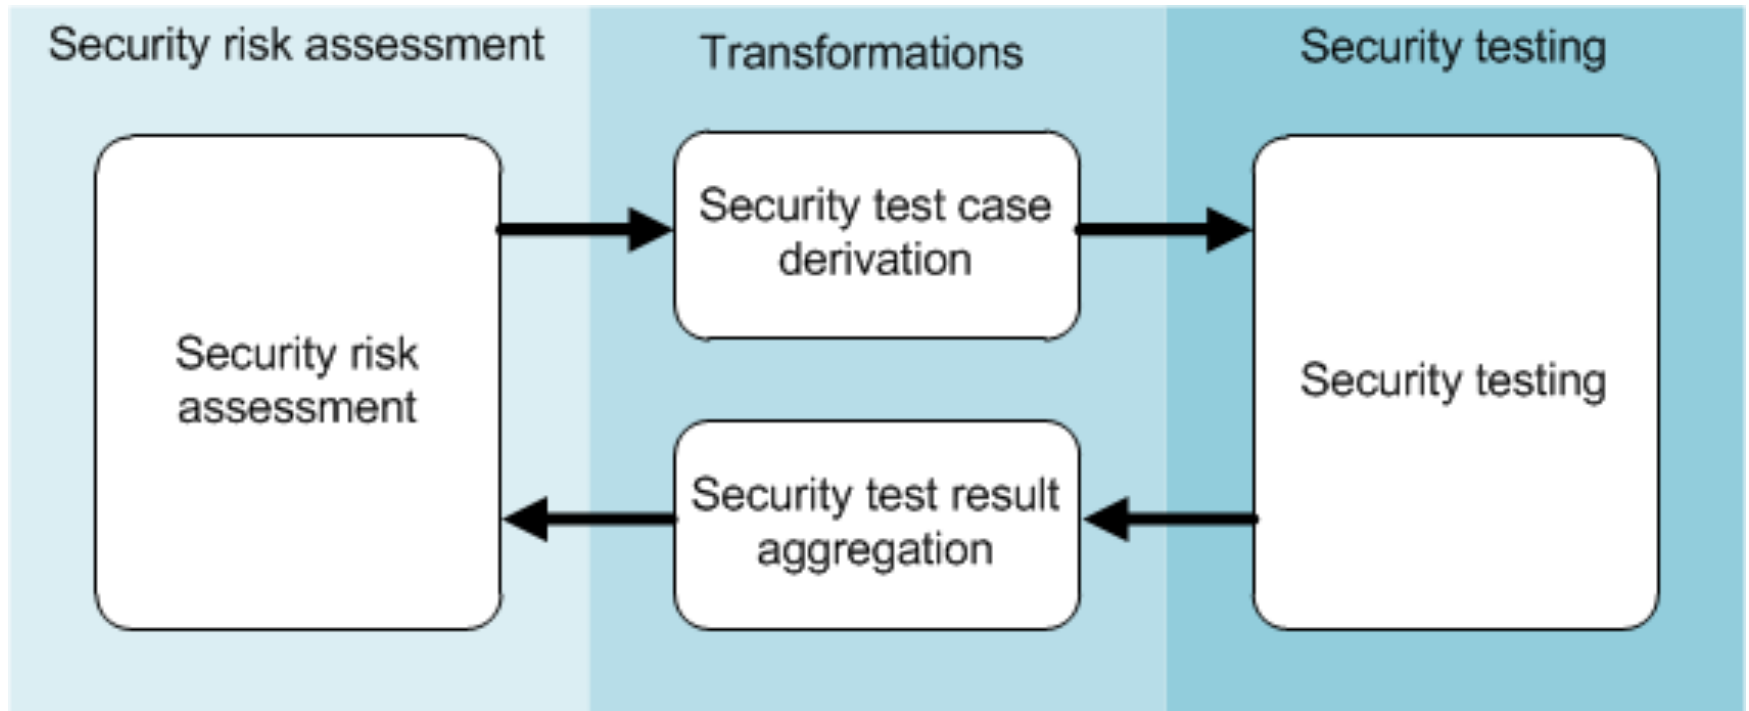 Security risk assessment
Transformations
Security testing
Security risk
assessment
Security test case
derivation
Security test result
aggregation
Security testing